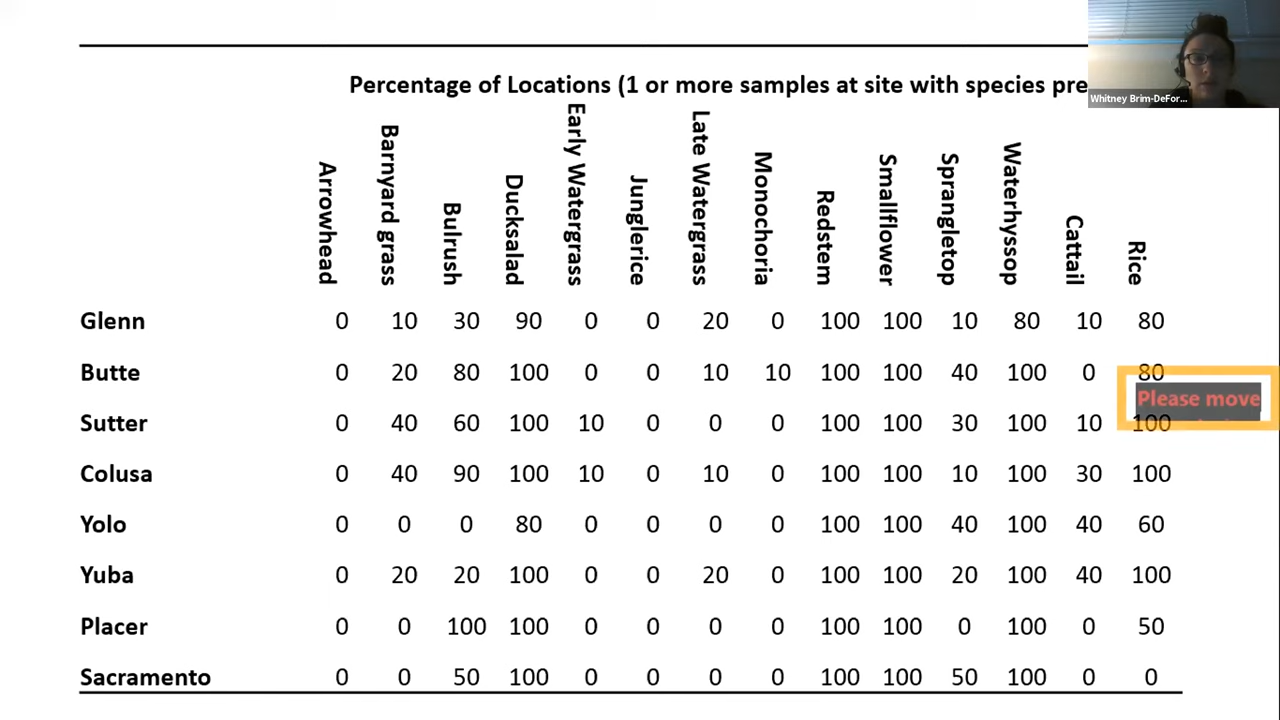 Percentage of Locations (1 or more samples at site with species pre
Whitney Brim-DeFor...
Arrowhead Barnyard grass Bulrush Ducksalad Early Watergrass Junglerice Late Watergrass Monochoria Redstem Smallflower Sprangletop Waterhyssop Cattail Rice
Glenn 0 10 30 90 0 0 20 0 100 100 10 80 10 80
Butte 0 20 80 100 0 0 10 10 100 100 40 100 0 80
Please move
Sutter 0 40 60 100 10 0 0 0 100 100 30 100 10 100
Colusa 0 40 90 100 10 0 10 0 100 100 10 100 30 100
Yolo 0 0 0 80 0 0 0 0 100 100 40 100 40 60
Yuba 0 20 20 100 0 0 20 0 100 100 20 100 40 100
Placer 0 0 100 100 0 0 0 0 100 100 0 100 0 50
Sacramento 0 0 50 100 0 0 0 0 100 100 50 100 0 0